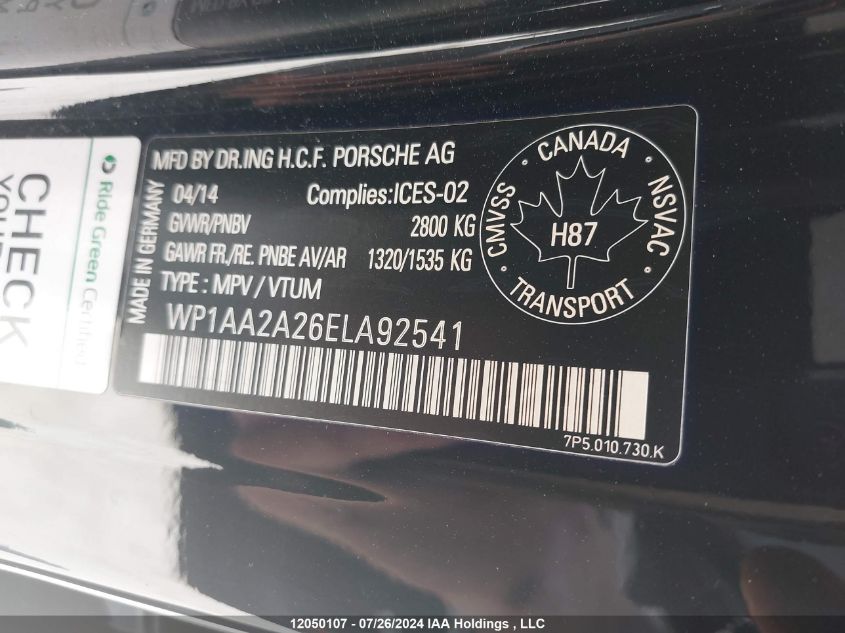 MFD BY DR.ING H.C.F. PORSCHE AG
04/14 Complies:ICES-02
GVWR/PNBV 2800 KG
GAWR FR./RE. PNBE AV/AR 1320/1535 KG
TYPE : MPV / VTUM
WP1AA2A26ELA92541
MADE IN GERMANY
CANADA
CMVSS
NSVAC
H87
TRANSPORT
7P5.010.730.K
Ride Green Certified
CHECK
12050107 - 07/26/2024 IAA Holdings , LLC